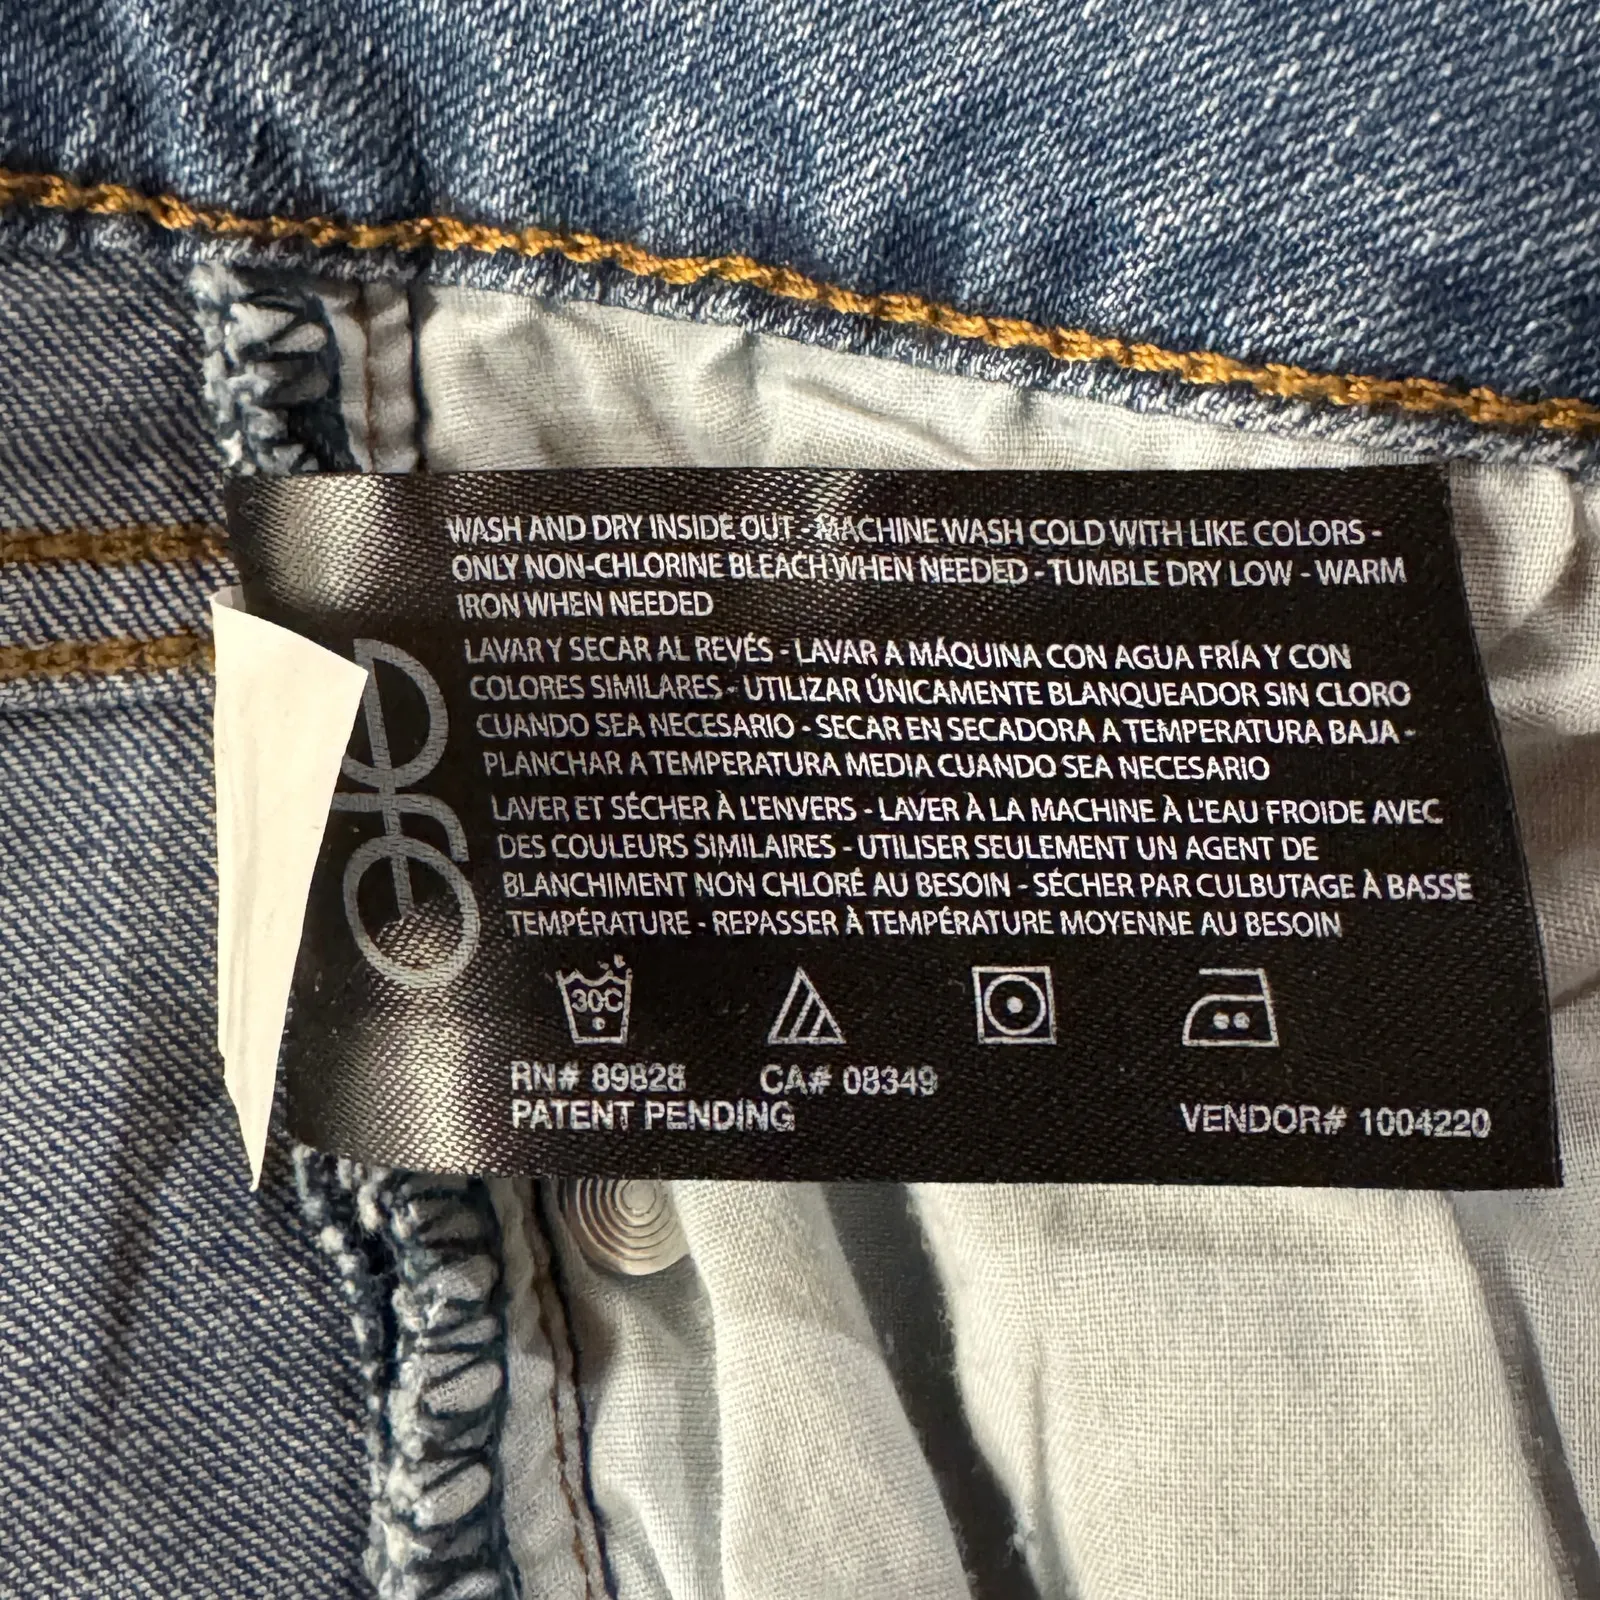 WASH AND DRY INSIDE OUT - MACHINE WASH COLD WITH LIKE COLORS -
ONLY NON-CHLORINE BLEACH WHEN NEEDED - TUMBLE DRY LOW - WARM
IRON WHEN NEEDED
LAVAR Y SECAR AL REVÉS - LAVAR A MÁQUINA CON AGUA FRÍA Y CON
COLORES SIMILARES - UTILIZAR ÚNICAMENTE BLANQUEADOR SIN CLORO
CUANDO SEA NECESARIO - SECAR EN SECADORA A TEMPERATURA BAJA -
PLANCHAR A TEMPERATURA MEDIA CUANDO SEA NECESARIO
LAVER ET SÉCHER À L'ENVERS - LAVER À LA MACHINE À L'EAU FROIDE AVEC
DES COULEURS SIMILAIRES - UTILISER SEULEMENT UN AGENT DE
BLANCHIMENT NON CHLORÉ AU BESOIN - SÉCHER PAR CULBUTAGE À BASSE
TEMPÉRATURE - REPASSER À TEMPÉRATURE MOYENNE AU BESOIN
30C
RN# 89828 CA# 08349
PATENT PENDING VENDOR# 1004220